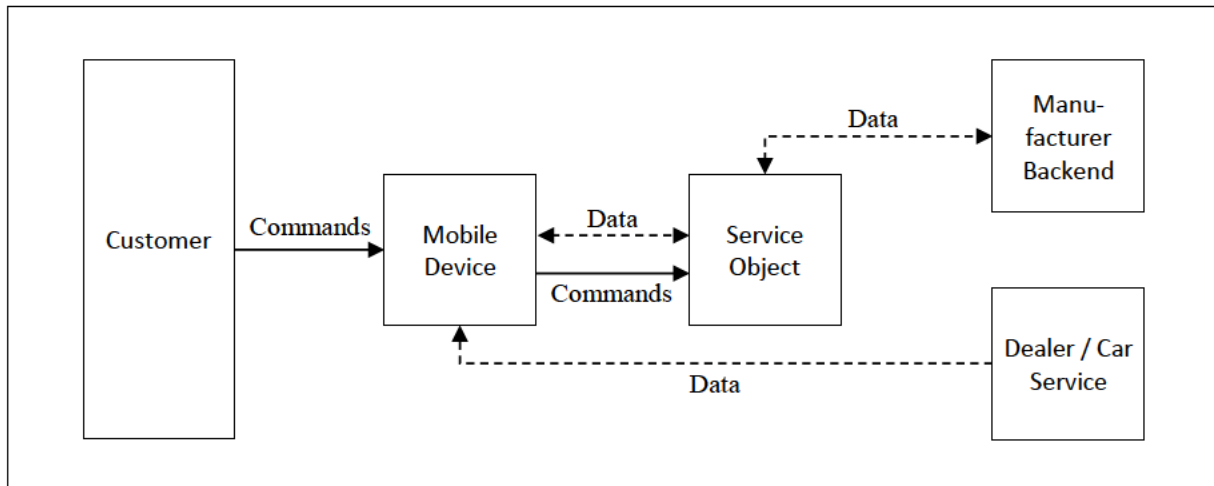 Customer
Commands
Mobile
Device
Data
Commands
Service
Object
Data
Manu-
facturer
Backend
Data
Dealer / Car
Service